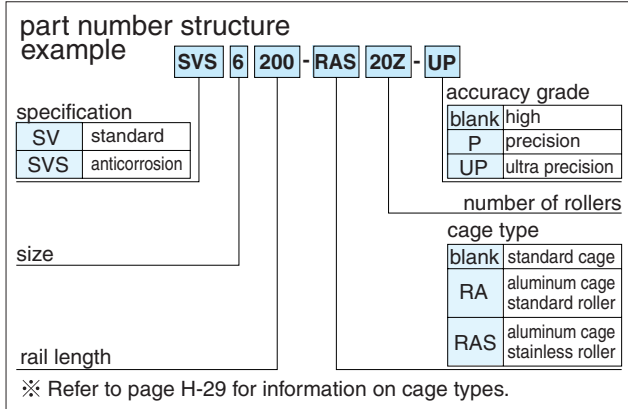 part number structure
example
SVS 6 200 - RAS 20Z - UP
specification
SV standard
SVS anticorrosion
size
rail length
accuracy grade
blank high
P precision
UP ultra precision
number of rollers
cage type
blank standard cage
RA aluminum cage
standard roller
RAS aluminum cage
stainless roller
※ Refer to page H-29 for information on cage types.